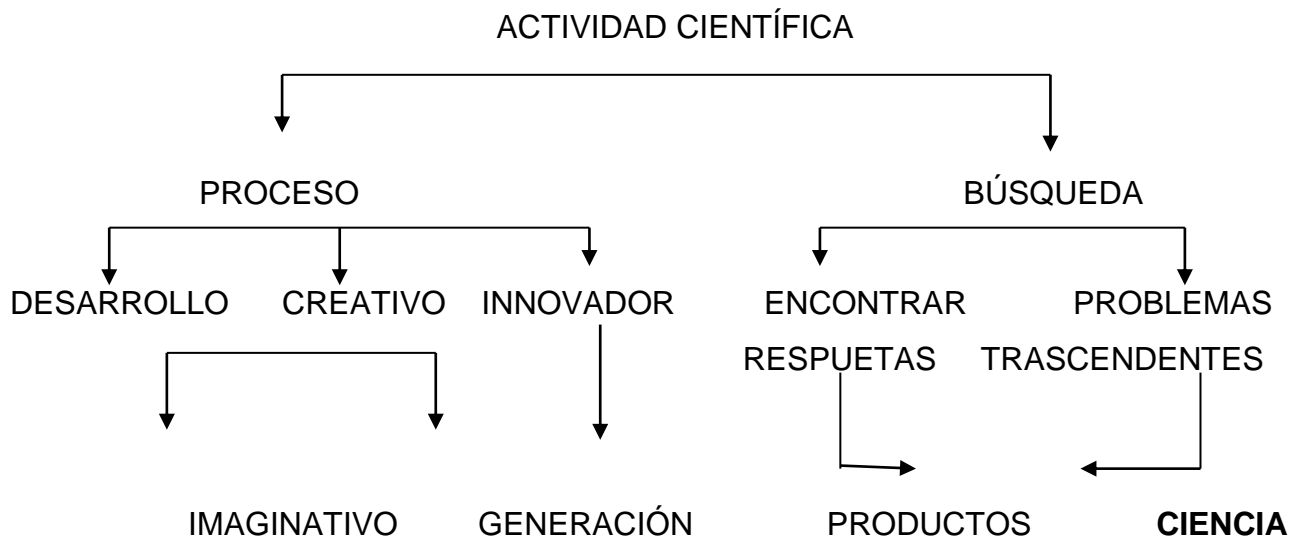 ACTIVIDAD CIENTÍFICA
PROCESO BÚSQUEDA
DESARROLLO CREATIVO INNOVADOR ENCONTRAR PROBLEMAS
RESPUETAS TRASCENDENTES
IMAGINATIVO GENERACIÓN PRODUCTOS CIENCIA